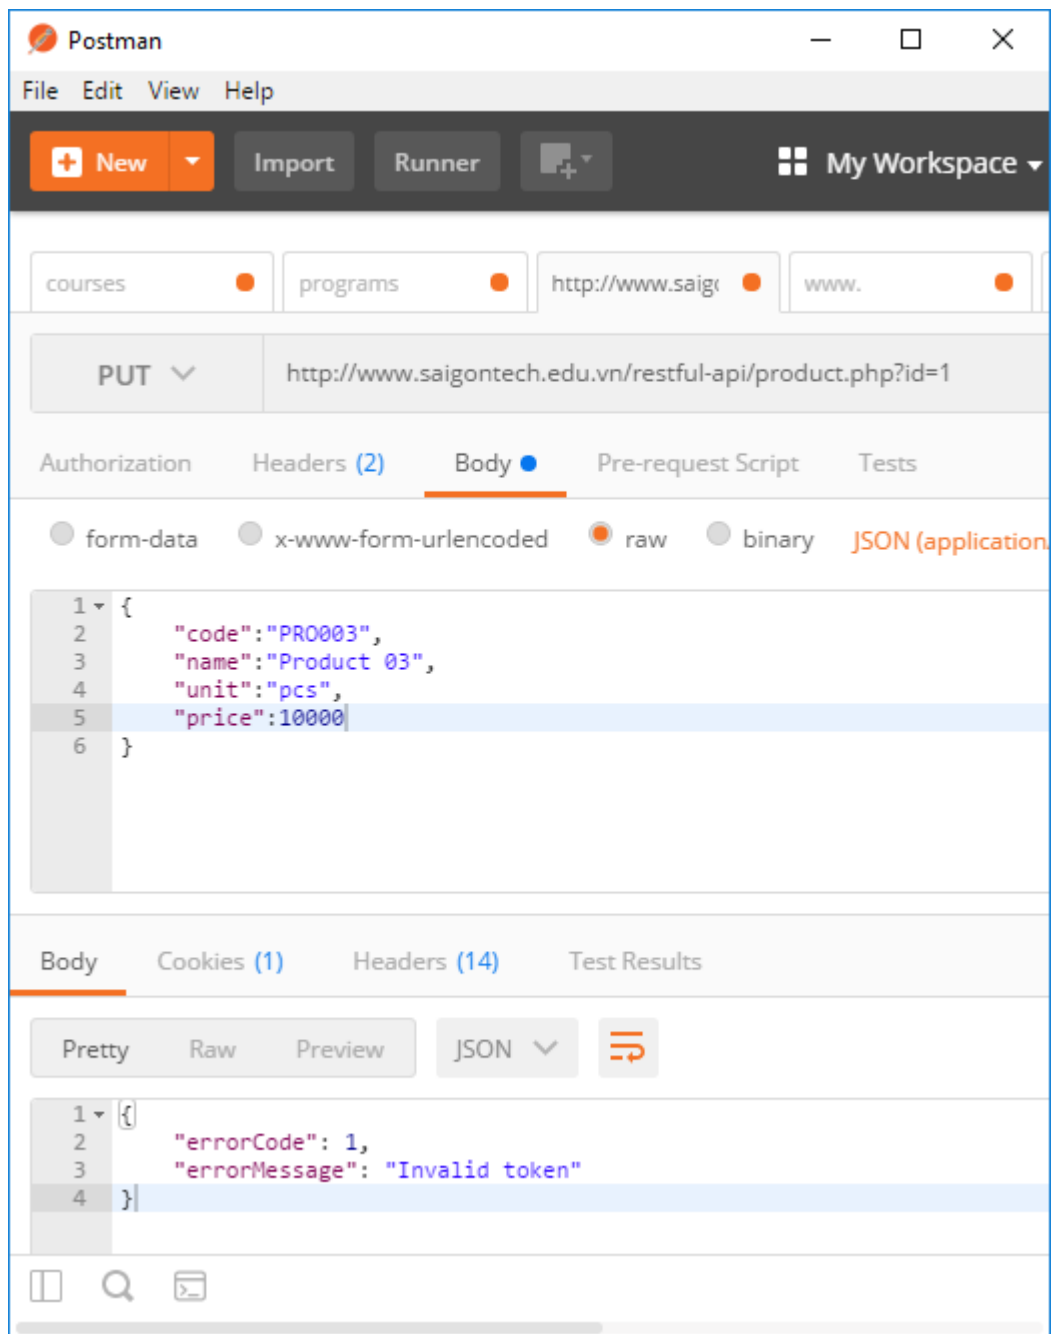 Postman
File Edit View Help
New Import Runner My Workspace
courses programs http://www.saig www.
PUT http://www.saigontech.edu.vn/restful-api/product.php?id=1
Authorization Headers (2) Body Pre-request Script Tests
form-data x-www-form-urlencoded raw binary JSON (application
1 {
2 "code":"PRO003",
3 "name":"Product 03",
4 "unit":"pcs",
5 "price":10000
6 }
Body Cookies (1) Headers (14) Test Results
Pretty Raw Preview JSON
1 {
2 "errorCode": 1,
3 "errorMessage": "Invalid token"
4 }